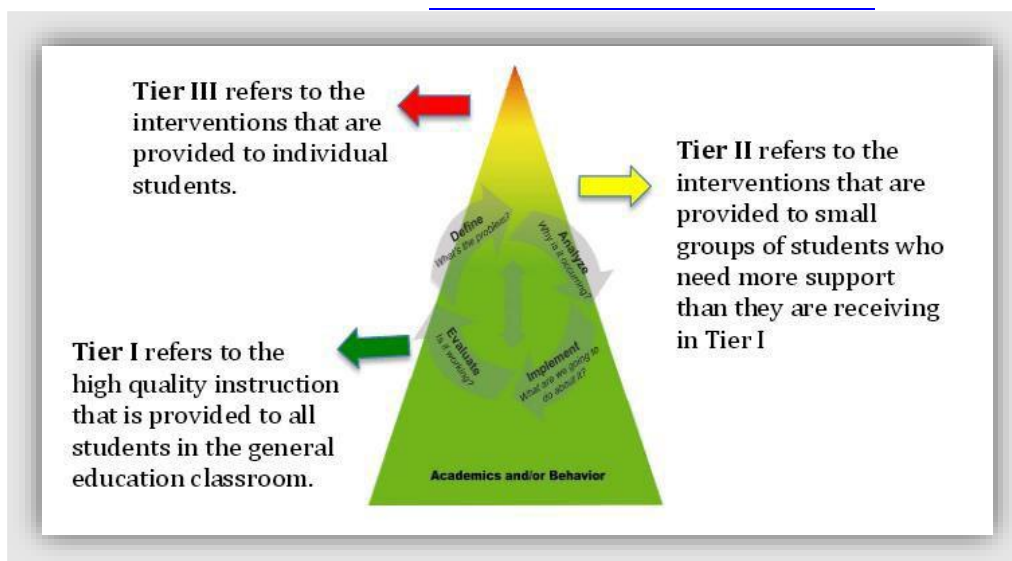 Tier III refers to the
interventions that are
provided to individual
students.
Tier II refers to the
interventions that are
provided to small
groups of students who
need more support
than they are receiving
in Tier I
Define
What's the problem?
Analyze
Why is it occurring?
Implement
What are we going to
do about it?
Evaluate
Is it working?
Tier I refers to the
high quality instruction
that is provided to all
students in the general
education classroom.
Academics and/or Behavior